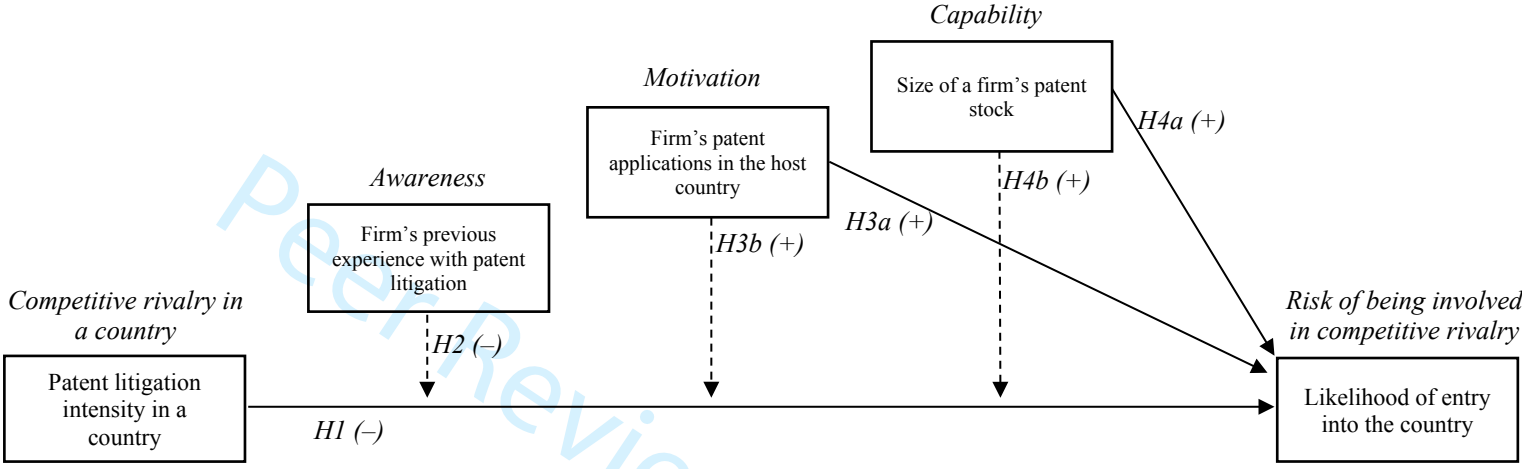 Capability
Size of a firm's patent
stock
H4a (+)
H4b (+)
Motivation
Firm's patent
applications in the host
country
H3a (+)
H3b (+)
Awareness
Firm's previous
experience with patent
litigation
H2 (–)
Competitive rivalry in
a country
Patent litigation
intensity in a
country
H1 (–)
Risk of being involved
in competitive rivalry
Likelihood of entry
into the country
Peer Revie